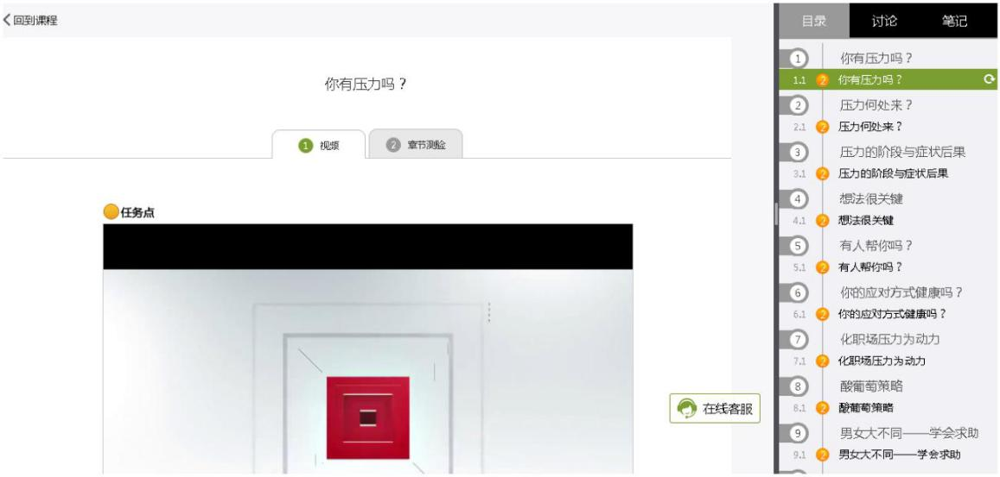 回到课程
你有压力吗？
1 视频
2 章节测验
任务点
在线客服
目录 讨论 笔记
1 你有压力吗？
1.1 2 你有压力吗？
2 压力何处来？
2.1 2 压力何处来？
3 压力的阶段与症状后果
3.1 2 压力的阶段与症状后果
4 想法很关键
4.1 2 想法很关键
5 有人帮你吗？
5.1 2 有人帮你吗？
6 你的应对方式健康吗？
6.1 2 你的应对方式健康吗？
7 化职场压力为动力
7.1 2 化职场压力为动力
8 酸葡萄策略
8.1 2 酸葡萄策略
9 男女大不同——学会求助
9.1 2 男女大不同——学会求助